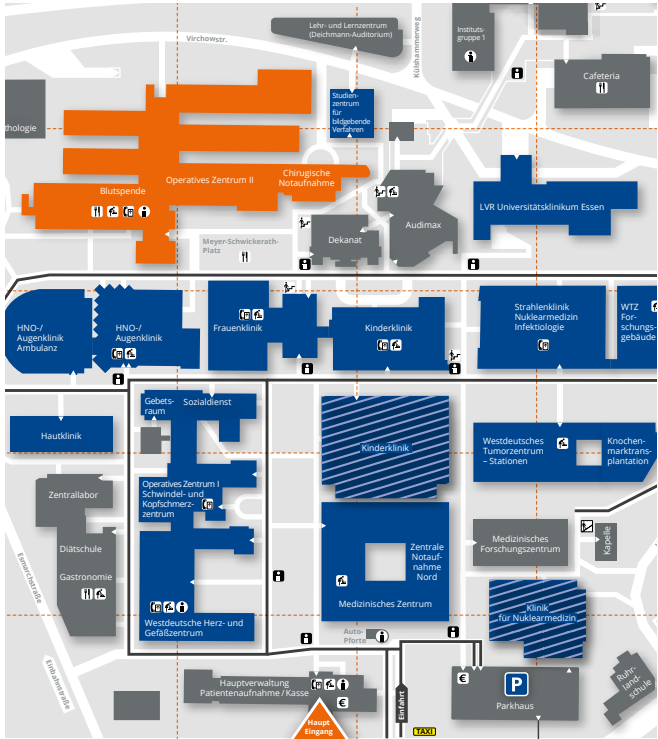 Lehr- und Lernzentrum
(Deichmann-Auditorium)
Virchowstr.
Külshammerweg
Instituts-
gruppe 1
Cafeteria
Studien-
zentrum
für
bildgebende
Verfahren
thologie
Operatives Zentrum II
Chirugische
Notaufnahme
Blutspende
LVR Universitätsklinikum Essen
Audimax
Dekanat
Meyer-Schwickerath-
Platz
HNO-/
Augenklinik
Ambulanz
HNO-/
Augenklinik
Frauenklinik
Kinderklinik
Strahlenklinik
Nuklearmedizin
Infektiologie
WTZ
For-
schungs-
gebäude
Gebets-
raum
Sozialdienst
Hautklinik
Kinderklinik
Westdeutsches
Tumorzentrum
– Stationen
Knochen-
marktrans-
plantation
Operatives Zentrum I
Schwindel- und
Kopfschmerz-
zentrum
Zentrallabor
Diätschule
Gastronomie
Zentrale
Notauf-
nahme
Nord
Medizinisches Zentrum
Medizinisches
Forschungszentrum
Kapelle
Esmarchstraße
Westdeutsche Herz- und
Gefäßzentrum
Klinik
für Nuklearmedizin
Auto-
Pforte
Einbahnstraße
Hauptverwaltung
Patientenaufnahme / Kasse
€
€
P
Parkhaus
Ruhr-
land-
schule
Einfahrt
Haupt
Eingang
TAXI